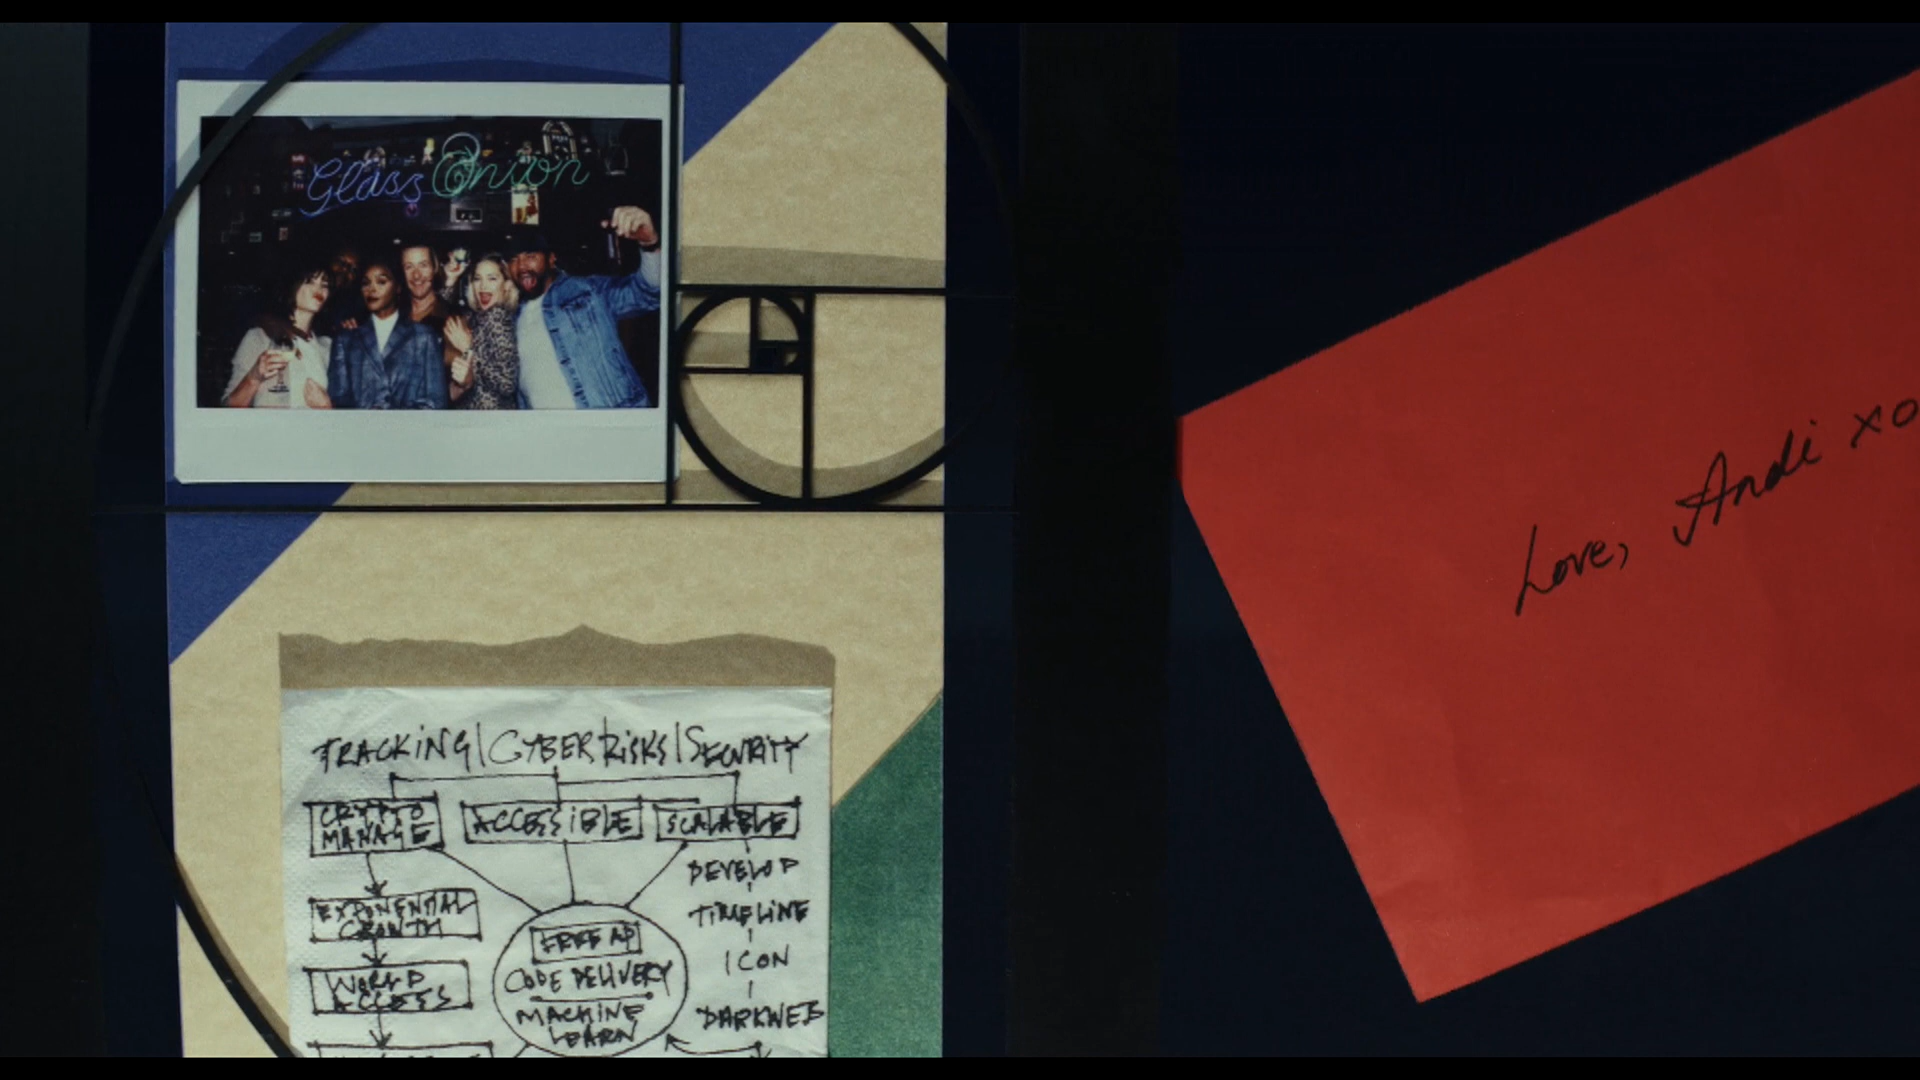 Glass Onion
TRACKING | CYBER RISKS | SECURITY
CRYPTO
MANAGE
ACCESSIBLE
SCALABLE
DEVELOP
EXPONENTIAL
GROWTH
TIMELINE
FREE AP
ICON
WORLD
ACCESS
CODE DELIVERY
MACHINE
LEARN
DARKWEB
Love, Andi xo